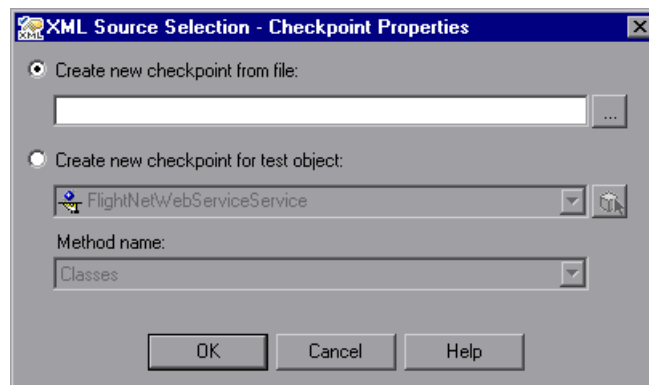 XML Source Selection - Checkpoint Properties
Create new checkpoint from file:
...
Create new checkpoint for test object:
FlightNetWebServiceService
Method name:
Classes
OK Cancel Help